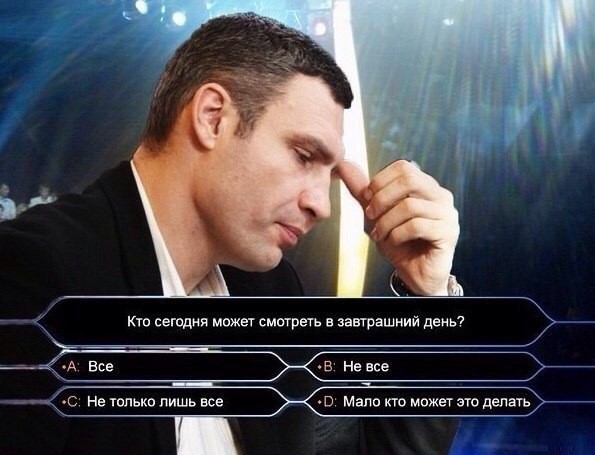 Кто сегодня может смотреть в завтрашний день?
A: Все
B: Не все
C: Не только лишь все
D: Мало кто может это делать